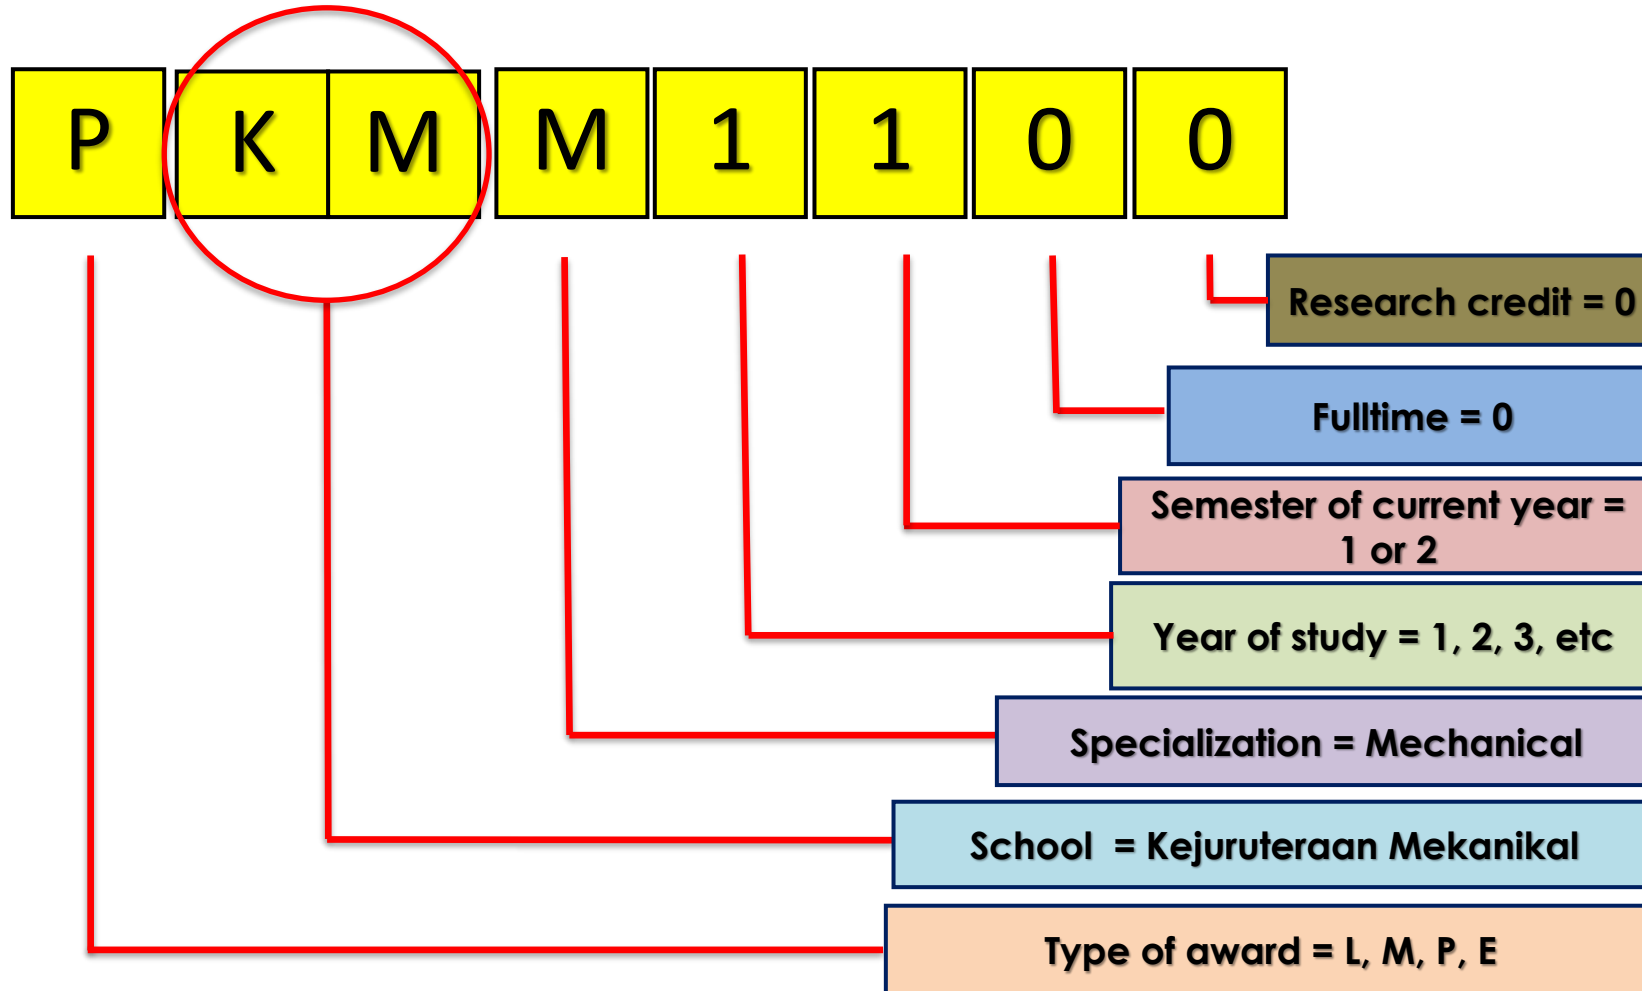 P K M M 1 1 0 0
Research credit = 0
Fulltime = 0
Semester of current year =
1 or 2
Year of study = 1, 2, 3, etc
Specialization = Mechanical
School = Kejuruteraan Mekanikal
Type of award = L, M, P, E